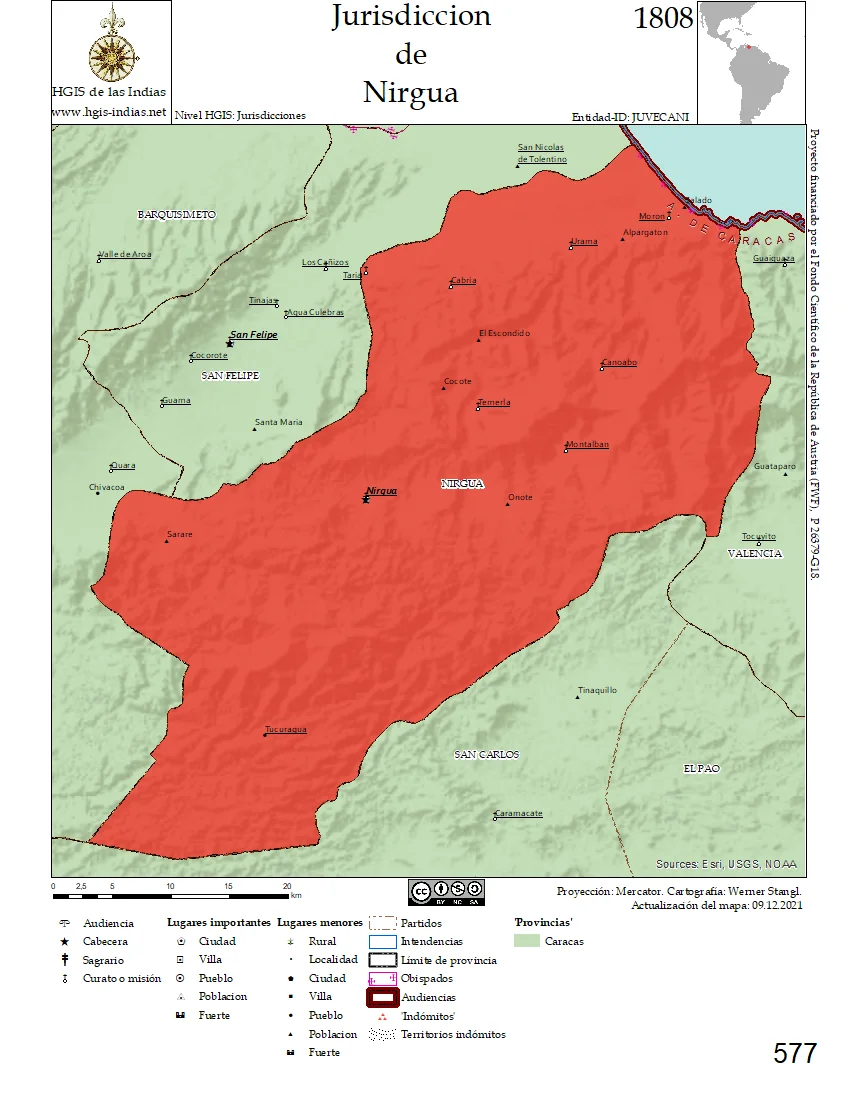 Jurisdiccion
de
Nirgua
1808
HGIS de las Indias
www.hgis-indias.net
Nivel HGIS: Jurisdicciones
Entidad-ID: JUVECANI
San Nicolas
de Tolentino
BARQUISIMETO
Moron
Alpargaton
A. DE CARACAS
Urama
Valle de Aroa
Los Cañizos
Taria
Guaiguaza
Cabria
Tinajas
Agua Culebras
San Felipe
El Escondido
Cocorote
Canoabo
SAN FELIPE
Cocote
Guama
Temerla
Santa Maria
Montalban
Chivacoa
Guataparo
Nirgua
NIRGUA
Onote
Sarare
Tocuyito
VALENCIA
Tinaquillo
Tucuragua
SAN CARLOS
EL PAO
Caramacate
Sources: Esri, USGS, NOAA
Proyecto financiado por el Fondo Científico de la República de Austria (FWF), P 26379-G18.
0 2,5 5 10 15 20
km
CC BY NC SA
Proyección: Mercator. Cartografía: Werner Stangl.
Actualización del mapa: 09.12.2021
Audiencia
Cabecera
Sagrario
Curato o misión
Lugares importantes
Ciudad
Villa
Pueblo
Poblacion
Fuerte
Lugares menores
Rural
Localidad
Ciudad
Villa
Pueblo
Poblacion
Fuerte
Partidos
Intendencias
Límite de provincia
Obispados
Audiencias
'Indómitos'
Territorios indómitos
'Provincias'
Caracas
577